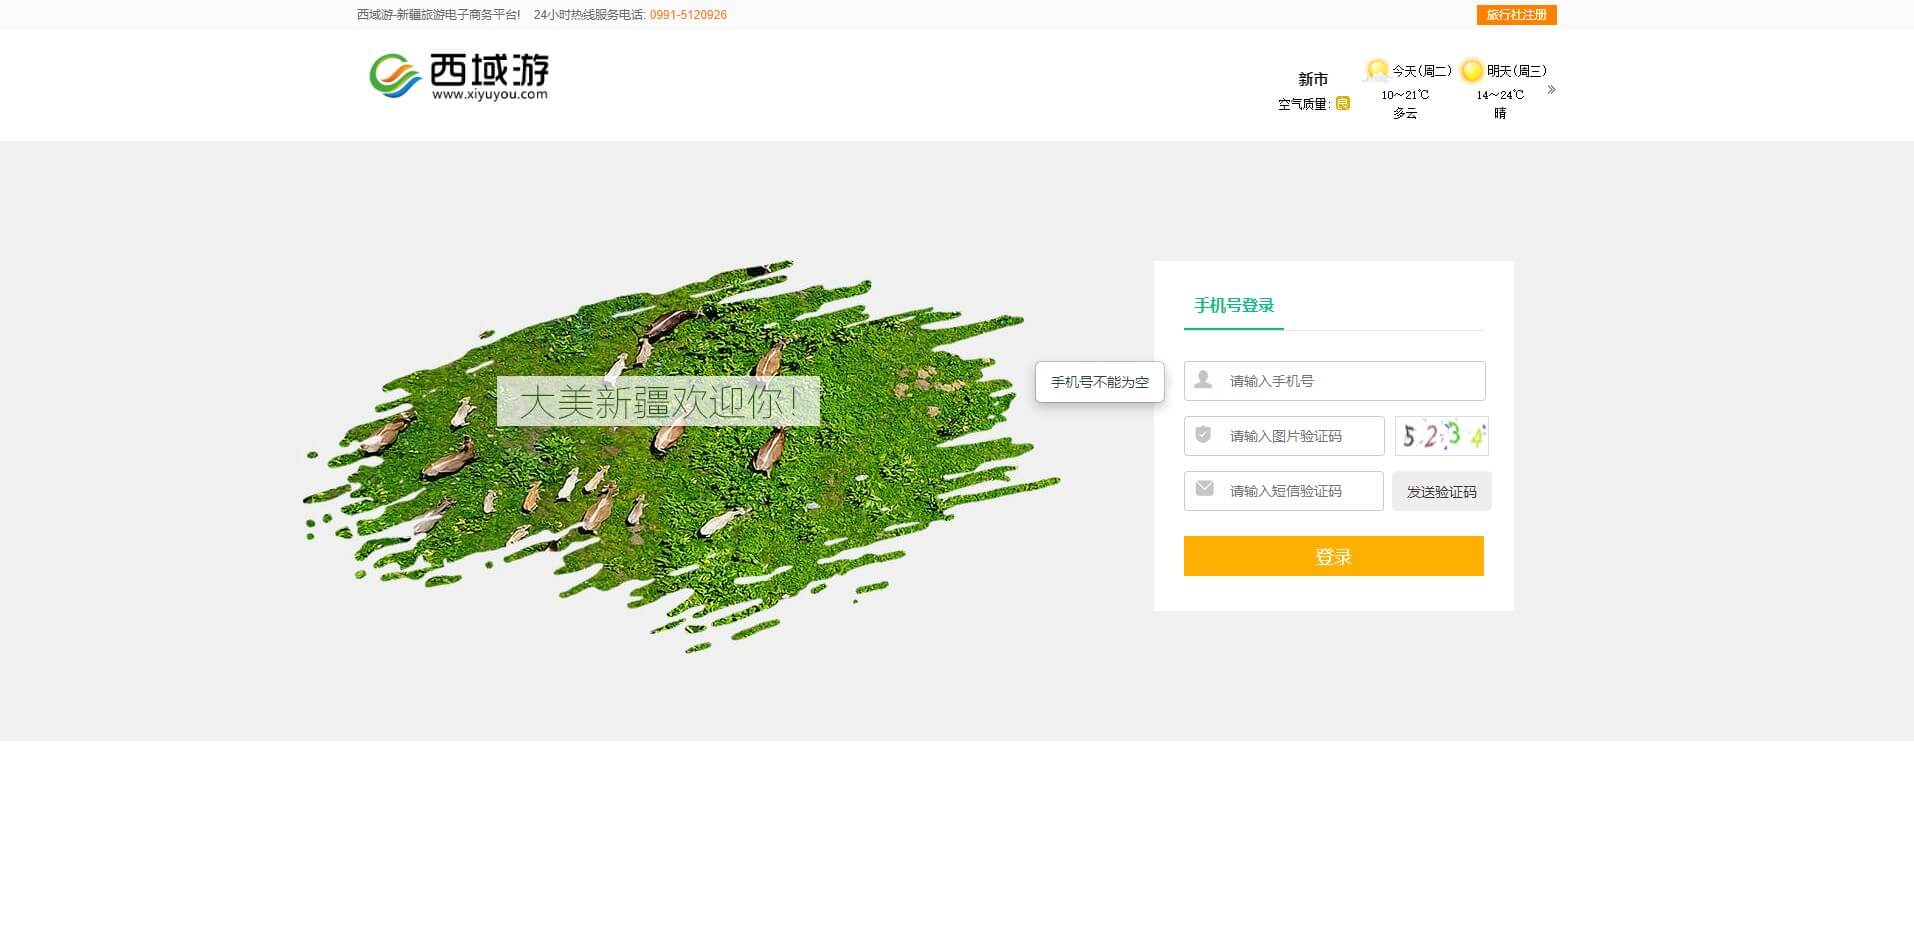 西域游-新疆旅游电子商务平台! 24小时热线服务电话: 0991-5120926
旅行社注册
西域游
www.xiyuyou.com
新市
空气质量: 良
今天(周二)
10～21℃
多云
明天(周三)
14～24℃
晴
»
大美新疆欢迎你!
手机号登录
手机号不能为空
请输入手机号
请输入图片验证码
5234
请输入短信验证码
发送验证码
登录